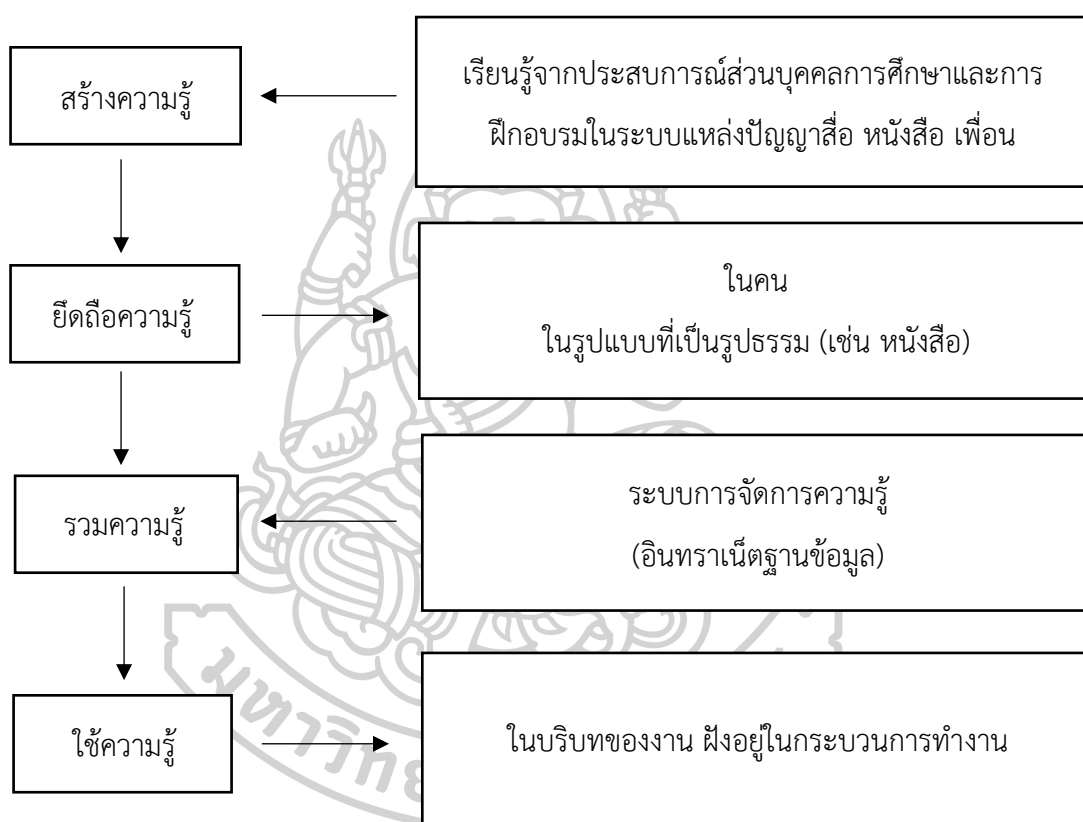 สร้างความรู้
เรียนรู้จากประสบการณ์ส่วนบุคคลการศึกษาและการ
ฝึกอบรมในระบบแหล่งปัญญาสื่อ หนังสือ เพื่อน
ยึดถือความรู้
ในคน
ในรูปแบบที่เป็นรูปธรรม (เช่น หนังสือ)
รวมความรู้
ระบบการจัดการความรู้
(อินทราเน็ตฐานข้อมูล)
ใช้ความรู้
ในบริบทของงาน ฝังอยู่ในกระบวนการทำงาน